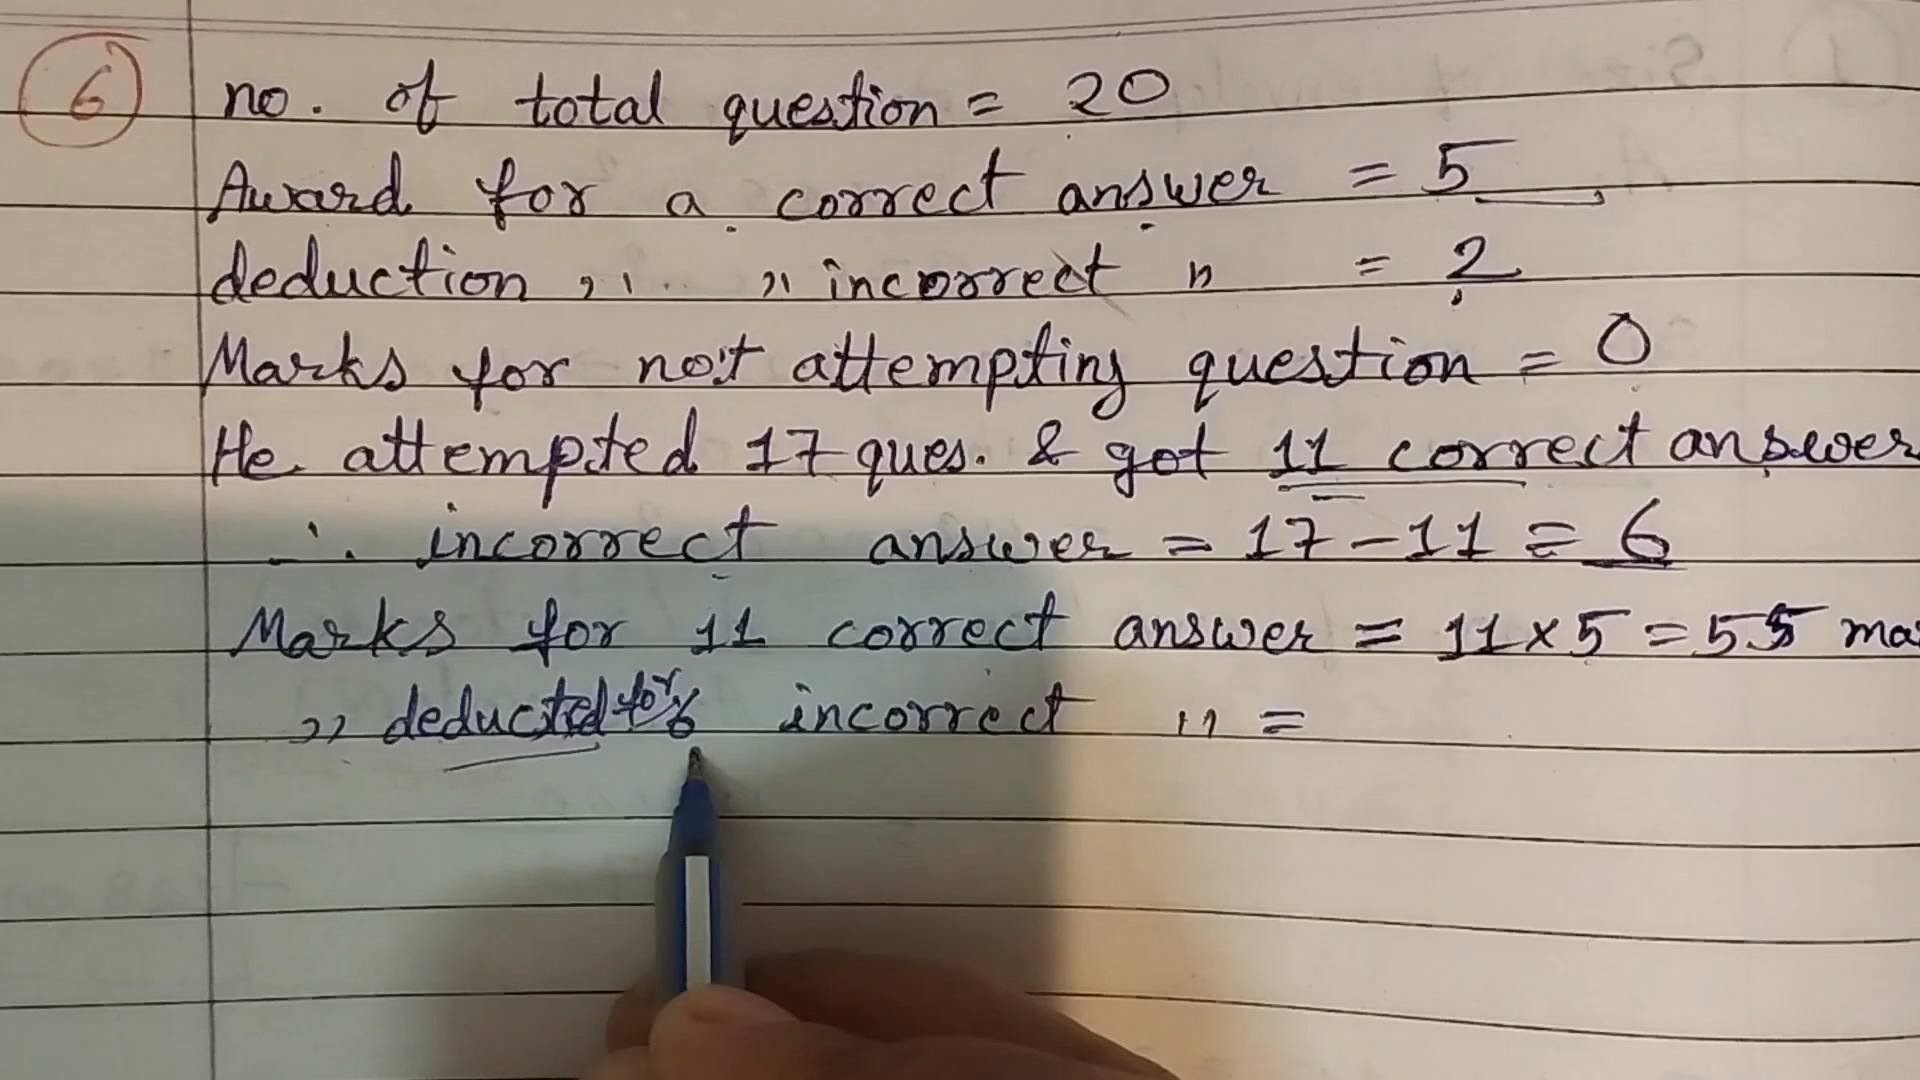 6
no. of total question = 20
Award for a correct answer = 5
deduction ,, ,, incorrect ,, = 2
Marks for not attempting question = 0
He attempted 17 ques. & got 11 correct answer
∴ incorrect answer = 17 - 11 = 6
Marks for 11 correct answer = 11 x 5 = 55 ma
,, deducted for 6 incorrect ,, =